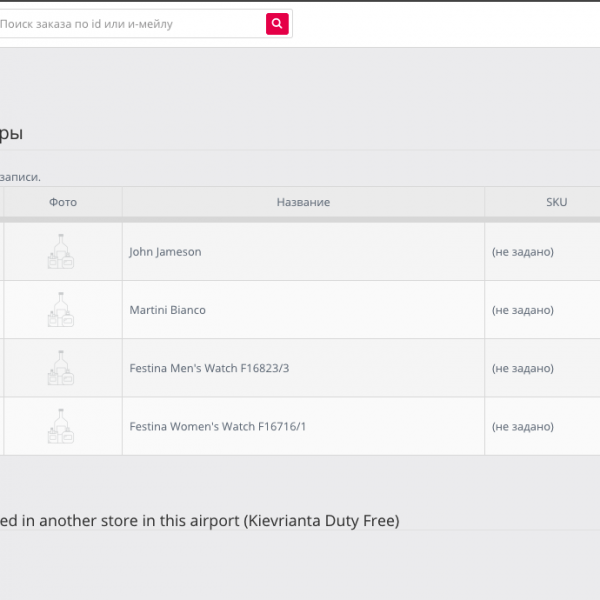 Поиск заказа по id или и-мейлу
ры
записи.
Фото Название SKU
John Jameson (не задано)
Martini Bianco (не задано)
Festina Men's Watch F16823/3 (не задано)
Festina Women's Watch F16716/1 (не задано)
ed in another store in this airport (Kievrianta Duty Free)